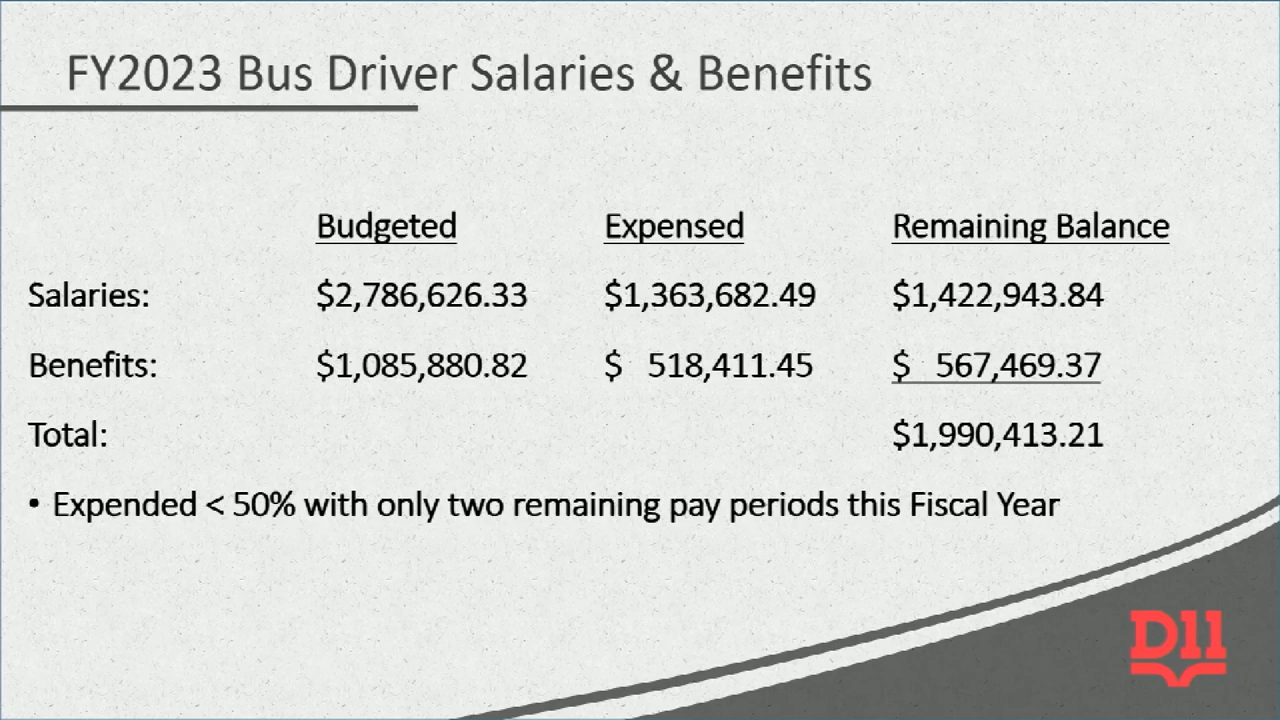 FY2023 Bus Driver Salaries & Benefits
Budgeted Expensed Remaining Balance
Salaries: $2,786,626.33 $1,363,682.49 $1,422,943.84
Benefits: $1,085,880.82 $ 518,411.45 $ 567,469.37
Total: $1,990,413.21
• Expended < 50% with only two remaining pay periods this Fiscal Year
D11